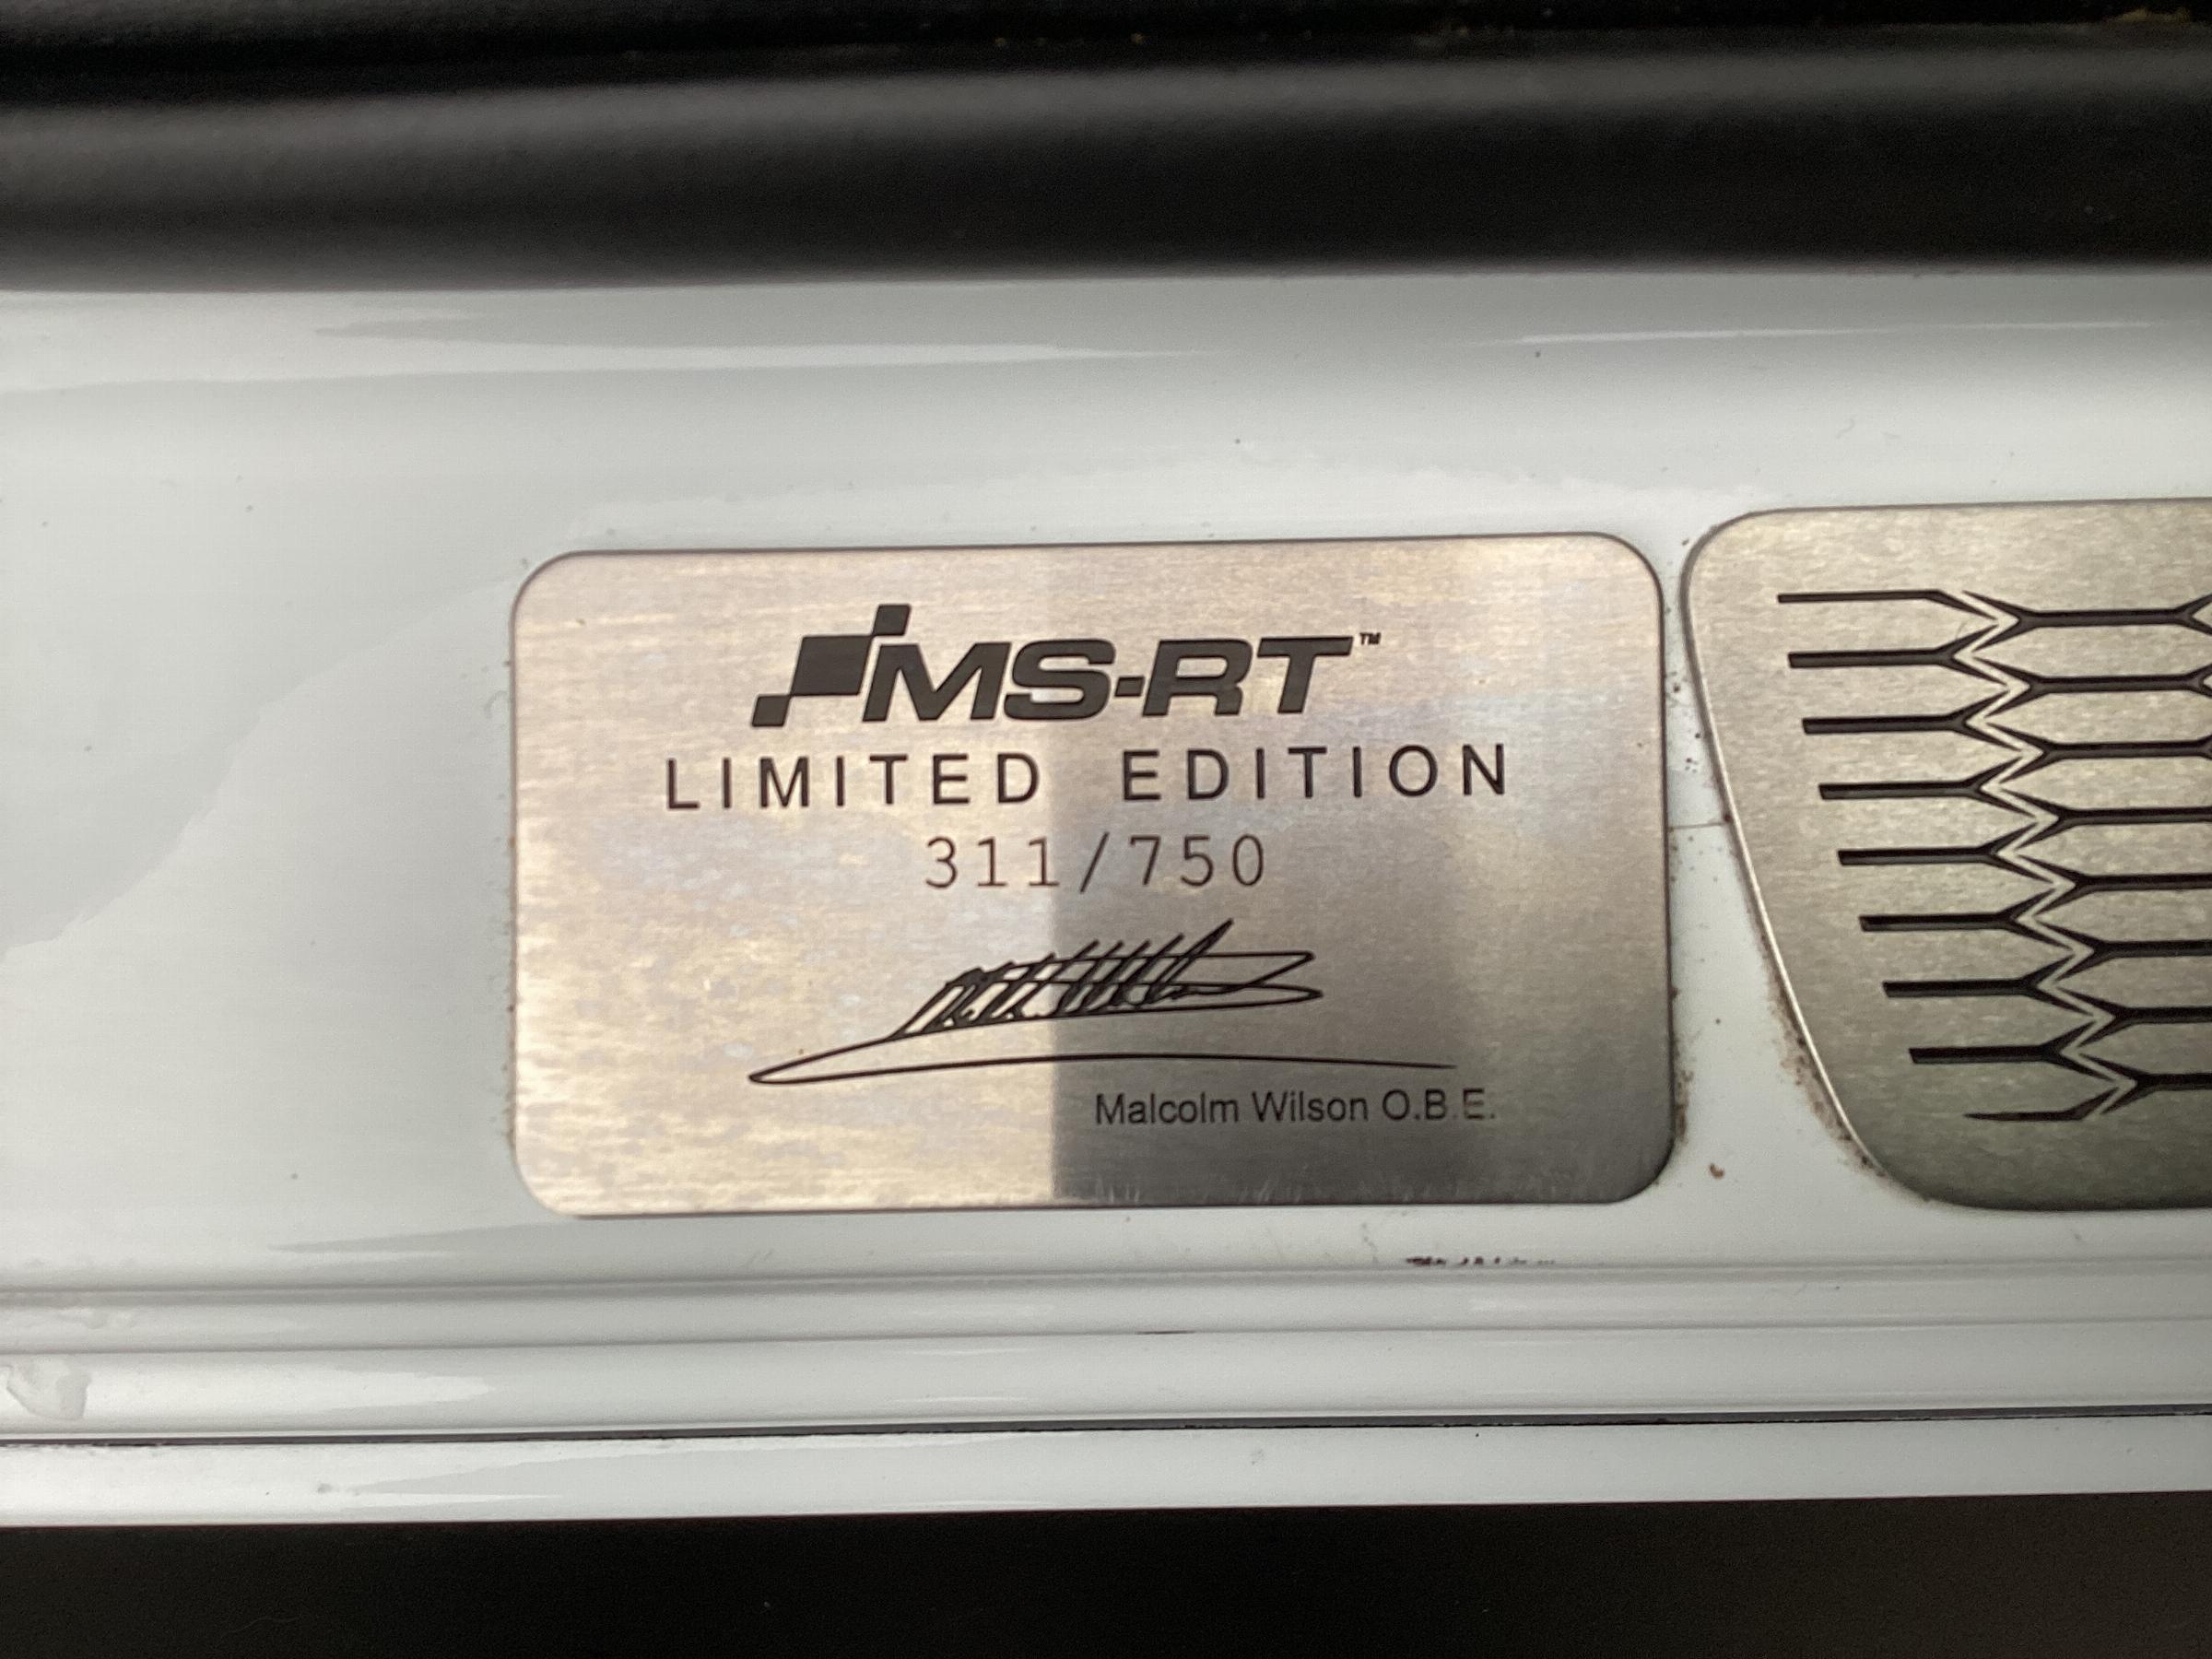 MS-RT™
LIMITED EDITION
311/750
Malcolm Wilson O.B.E.